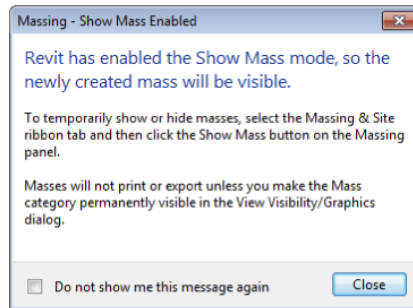 Massing - Show Mass Enabled
Revit has enabled the Show Mass mode, so the
newly created mass will be visible.
To temporarily show or hide masses, select the Massing & Site
ribbon tab and then click the Show Mass button on the Massing
panel.
Masses will not print or export unless you make the Mass
category permanently visible in the View Visibility/Graphics
dialog.
Do not show me this message again
Close